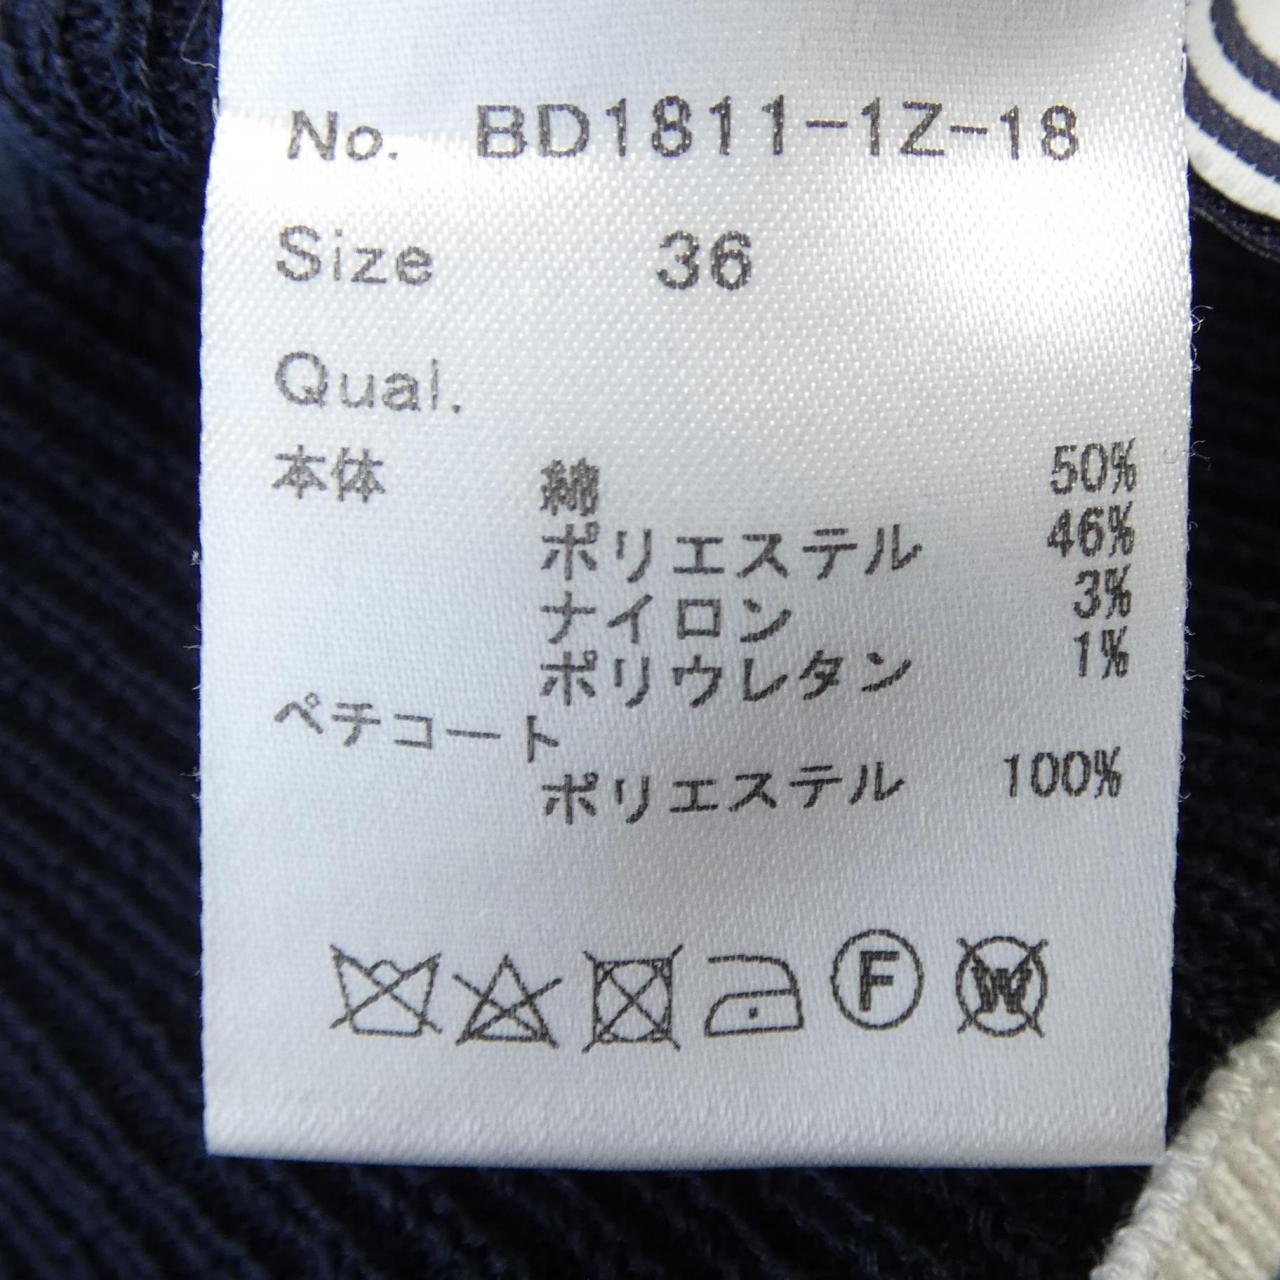 No. BD1811-1Z-18
Size 36
Qual.
本体 綿 50%
ポリエステル 46%
ナイロン 3%
ポリウレタン 1%
ペチコート
ポリエステル 100%
F W